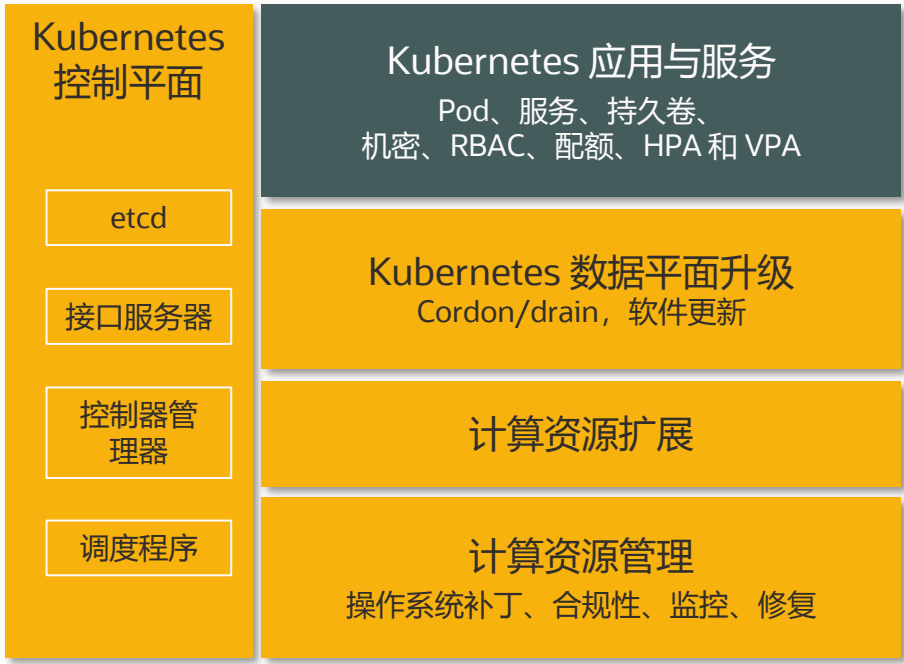 Kubernetes
控制平面
etcd
接口服务器
控制器管
理器
调度程序
Kubernetes 应用与服务
Pod、服务、持久卷、
机密、RBAC、配额、HPA 和 VPA
Kubernetes 数据平面升级
Cordon/drain，软件更新
计算资源扩展
计算资源管理
操作系统补丁、合规性、监控、修复